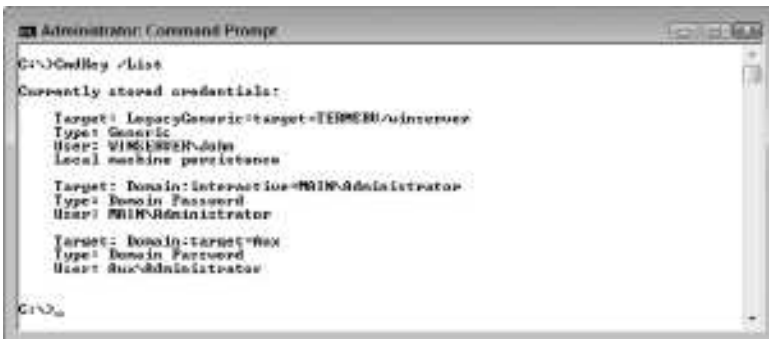 Administrator: Command Prompt
C:\>CmdKey /List
Currently stored credentials:
Target: LegacyGeneric:target=TERMSRV/winserver
Type: Generic
User: WINSERVER\John
Local machine persistence
Target: Domain:interactive=MAIN\Administrator
Type: Domain Password
User: MAIN\Administrator
Target: Domain:target=Aux
Type: Domain Password
User: Aux\Administrator
C:\>_